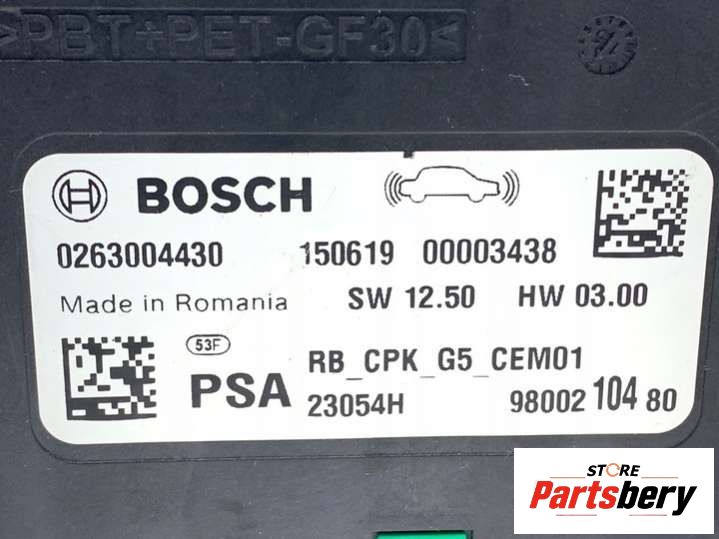 >PBT+PET-GF30<
BOSCH
0263004430 150619 00003438
Made in Romania SW 12.50 HW 03.00
53F
PSA RB_CPK_G5_CEM01
23054H 98002 104 80
STORE
Partsbery